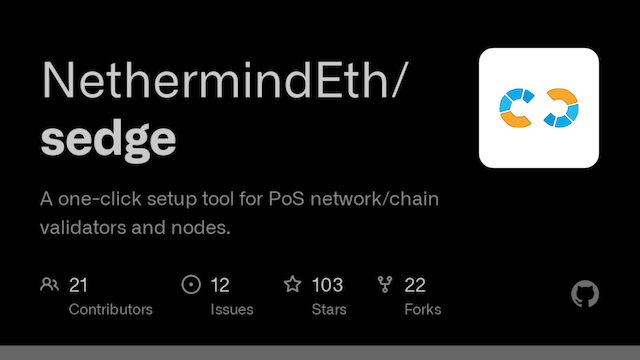 NethermindEth/
sedge
A one-click setup tool for PoS network/chain
validators and nodes.
21 12 103 22
Contributors Issues Stars Forks